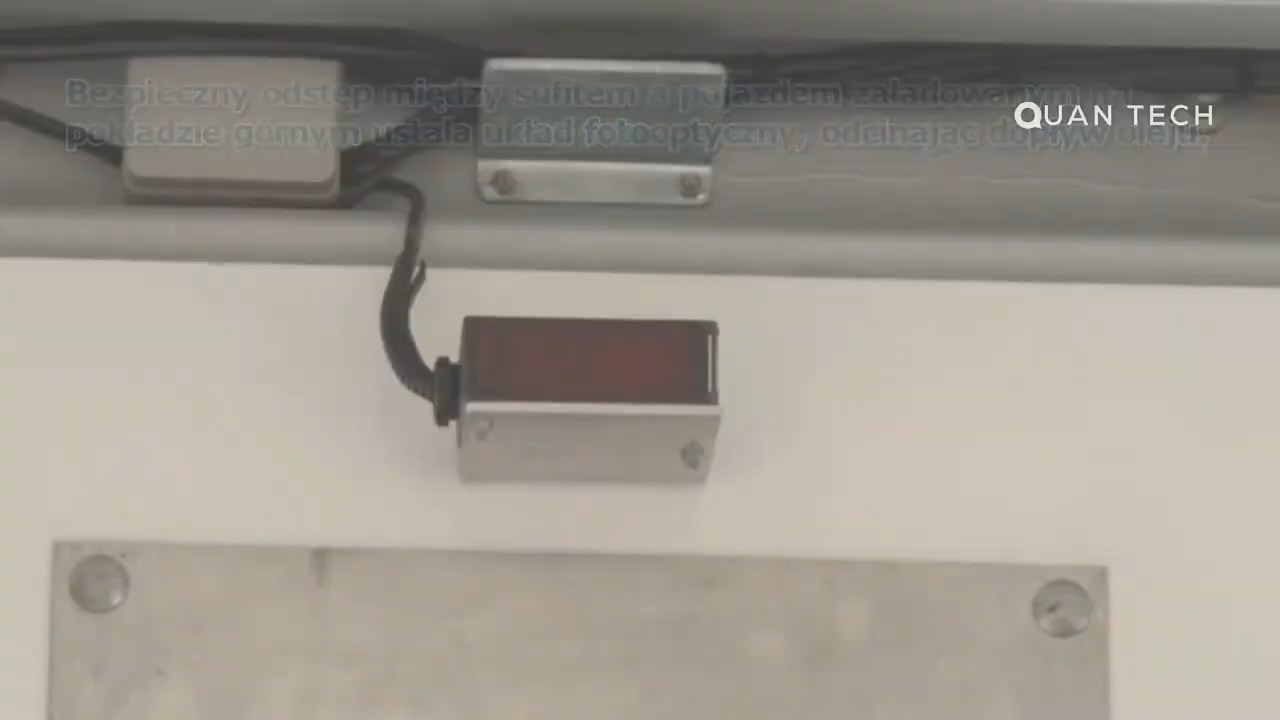 Bezpieczny odstęp między sufitem a pojazdem załadowanym na
pokładzie górnym ustala układ fotooptyczny, odcinając dopływ oleju.
QUAN TECH